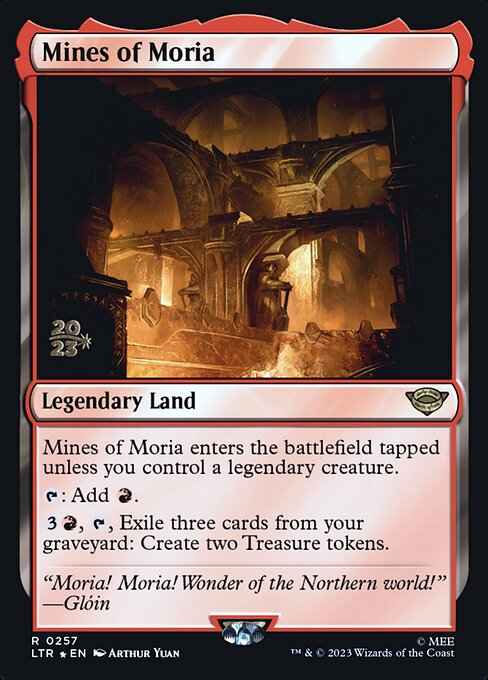 Mines of Moria
20
23
Legendary Land
Mines of Moria enters the battlefield tapped
unless you control a legendary creature.
: Add .
3 , , Exile three cards from your
graveyard: Create two Treasure tokens.
“Moria! Moria! Wonder of the Northern world!”
—Glóin
R 0257
© MEE
LTR ★ EN Arthur Yuan
™ & © 2023 Wizards of the Coast